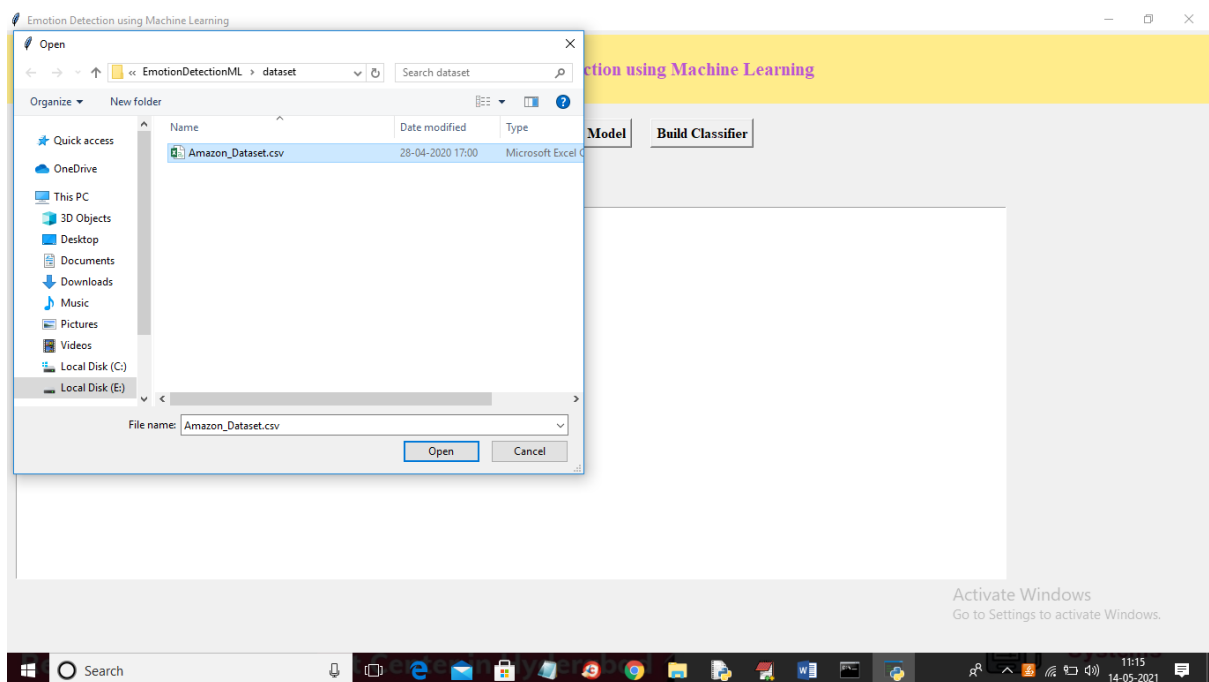 Emotion Detection using Machine Learning
Open
ction using Machine Learning
« EmotionDetectionML > dataset
Search dataset
Organize
New folder
Model
Build Classifier
Quick access
OneDrive
This PC
3D Objects
Desktop
Documents
Downloads
Music
Pictures
Videos
Local Disk (C:)
Local Disk (E:)
Name Date modified Type
Amazon_Dataset.csv 28-04-2020 17:00 Microsoft Excel
File name: Amazon_Dataset.csv
Open Cancel
Activate Windows
Go to Settings to activate Windows.
Search
11:15
14-05-2021